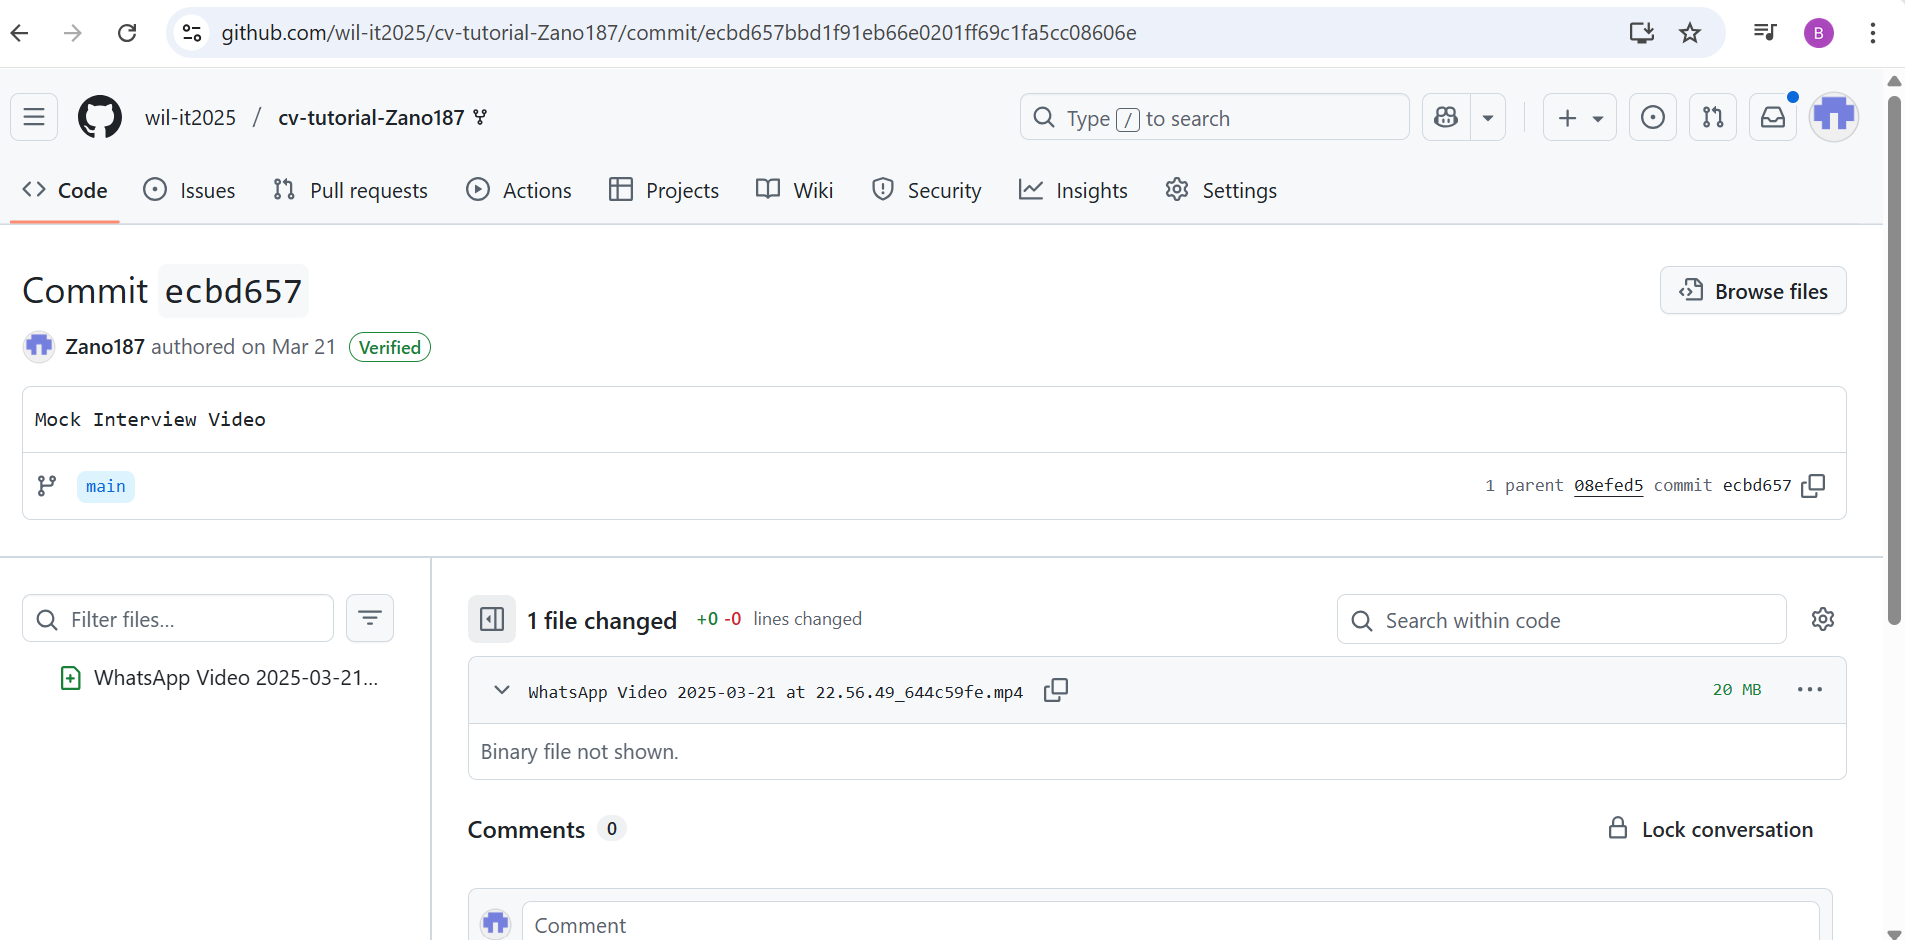 github.com/wil-it2025/cv-tutorial-Zano187/commit/ecbd657bbd1f91eb66e0201ff69c1fa5cc08606e
B
wil-it2025 / cv-tutorial-Zano187
Type / to search
Code Issues Pull requests Actions Projects Wiki Security Insights Settings
Commit ecbd657
Browse files
Zano187 authored on Mar 21 Verified
Mock Interview Video
main
1 parent 08efed5 commit ecbd657
Filter files...
1 file changed +0 -0 lines changed
Search within code
WhatsApp Video 2025-03-21...
WhatsApp Video 2025-03-21 at 22.56.49_644c59fe.mp4
20 MB
Binary file not shown.
Comments 0
Lock conversation
Comment